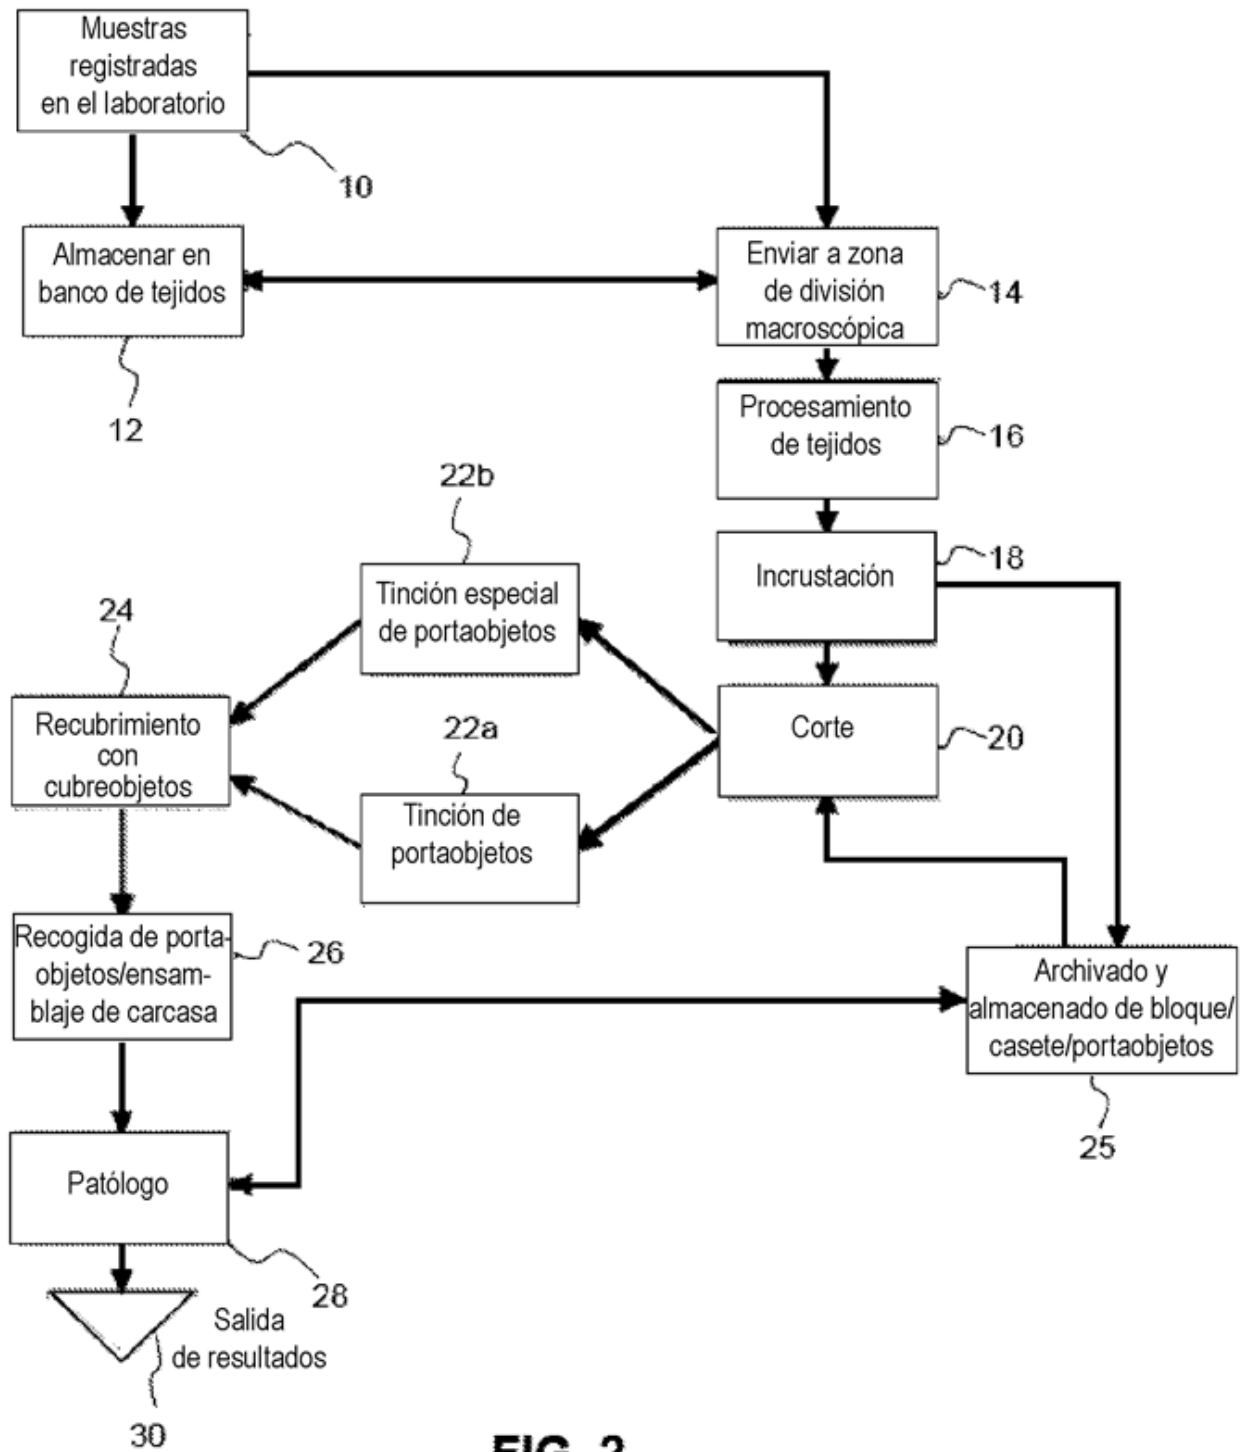 Muestras
registradas
en el laboratorio
10
Almacenar en
banco de tejidos
12
Enviar a zona
de división
macroscópica
14
Procesamiento
de tejidos
16
Incrustación
18
Corte
20
22b
Tinción especial
de portaobjetos
22a
Tinción de
portaobjetos
24
Recubrimiento
con
cubreobjetos
Recogida de porta-
objetos/ensam-
blaje de carcasa
26
Archivado y
almacenado de bloque/
casete/portaobjetos
25
Patólogo
28
Salida
de resultados
30
FIG. 2